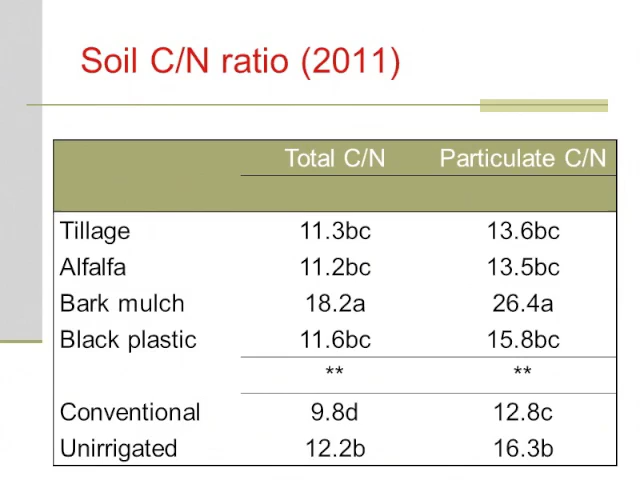 Soil C/N ratio (2011)
Total C/N Particulate C/N
Tillage 11.3bc 13.6bc
Alfalfa 11.2bc 13.5bc
Bark mulch 18.2a 26.4a
Black plastic 11.6bc 15.8bc
** **
Conventional 9.8d 12.8c
Unirrigated 12.2b 16.3b